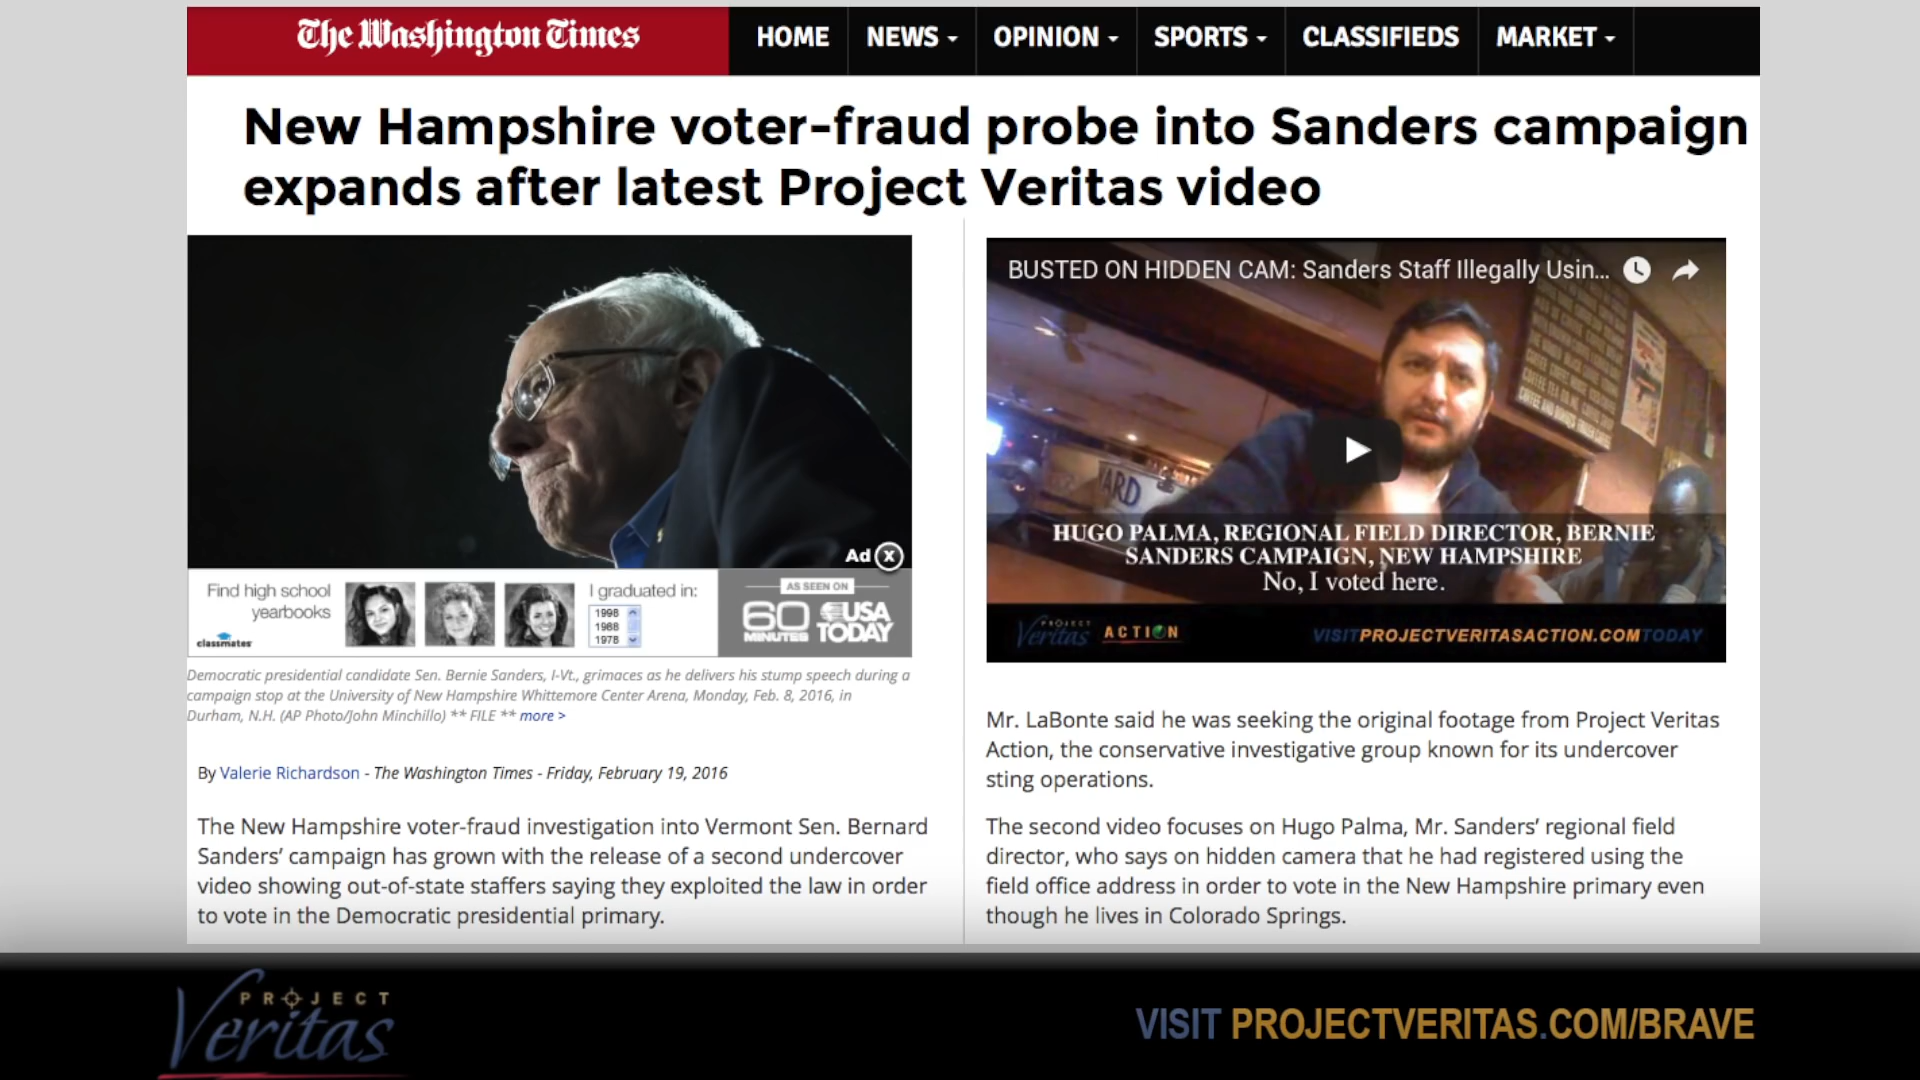 The Washington Times
HOME
NEWS
OPINION
SPORTS
CLASSIFIEDS
MARKET
New Hampshire voter-fraud probe into Sanders campaign
expands after latest Project Veritas video
Ad X
Find high school
yearbooks
classmates
I graduated in:
1998
1988
1978
AS SEEN ON
60
MINUTES
USA
TODAY
Democratic presidential candidate Sen. Bernie Sanders, I-Vt., grimaces as he delivers his stump speech during a
campaign stop at the University of New Hampshire Whittemore Center Arena, Monday, Feb. 8, 2016, in
Durham, N.H. (AP Photo/John Minchillo) ** FILE ** more >
By Valerie Richardson - The Washington Times - Friday, February 19, 2016
The New Hampshire voter-fraud investigation into Vermont Sen. Bernard
Sanders’ campaign has grown with the release of a second undercover
video showing out-of-state staffers saying they exploited the law in order
to vote in the Democratic presidential primary.
BUSTED ON HIDDEN CAM: Sanders Staff Illegally Usin...
ARD
HUGO PALMA, REGIONAL FIELD DIRECTOR, BERNIE
SANDERS CAMPAIGN, NEW HAMPSHIRE
No, I voted here.
PROJECT
Veritas ACTION
VISITPROJECTVERITASACTION.COMTODAY
Mr. LaBonte said he was seeking the original footage from Project Veritas
Action, the conservative investigative group known for its undercover
sting operations.
The second video focuses on Hugo Palma, Mr. Sanders’ regional field
director, who says on hidden camera that he had registered using the
field office address in order to vote in the New Hampshire primary even
though he lives in Colorado Springs.
PROJECT
Veritas
VISIT PROJECTVERITAS.COM/BRAVE